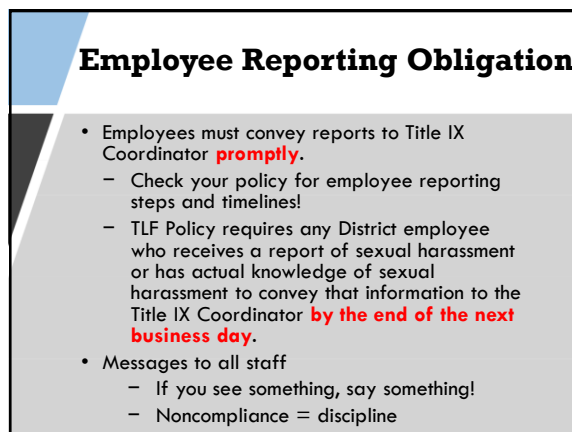 Employee Reporting Obligation
• Employees must convey reports to Title IX
Coordinator promptly.
– Check your policy for employee reporting
steps and timelines!
– TLF Policy requires any District employee
who receives a report of sexual harassment
or has actual knowledge of sexual
harassment to convey that information to the
Title IX Coordinator by the end of the next
business day.
• Messages to all staff
– If you see something, say something!
– Noncompliance = discipline